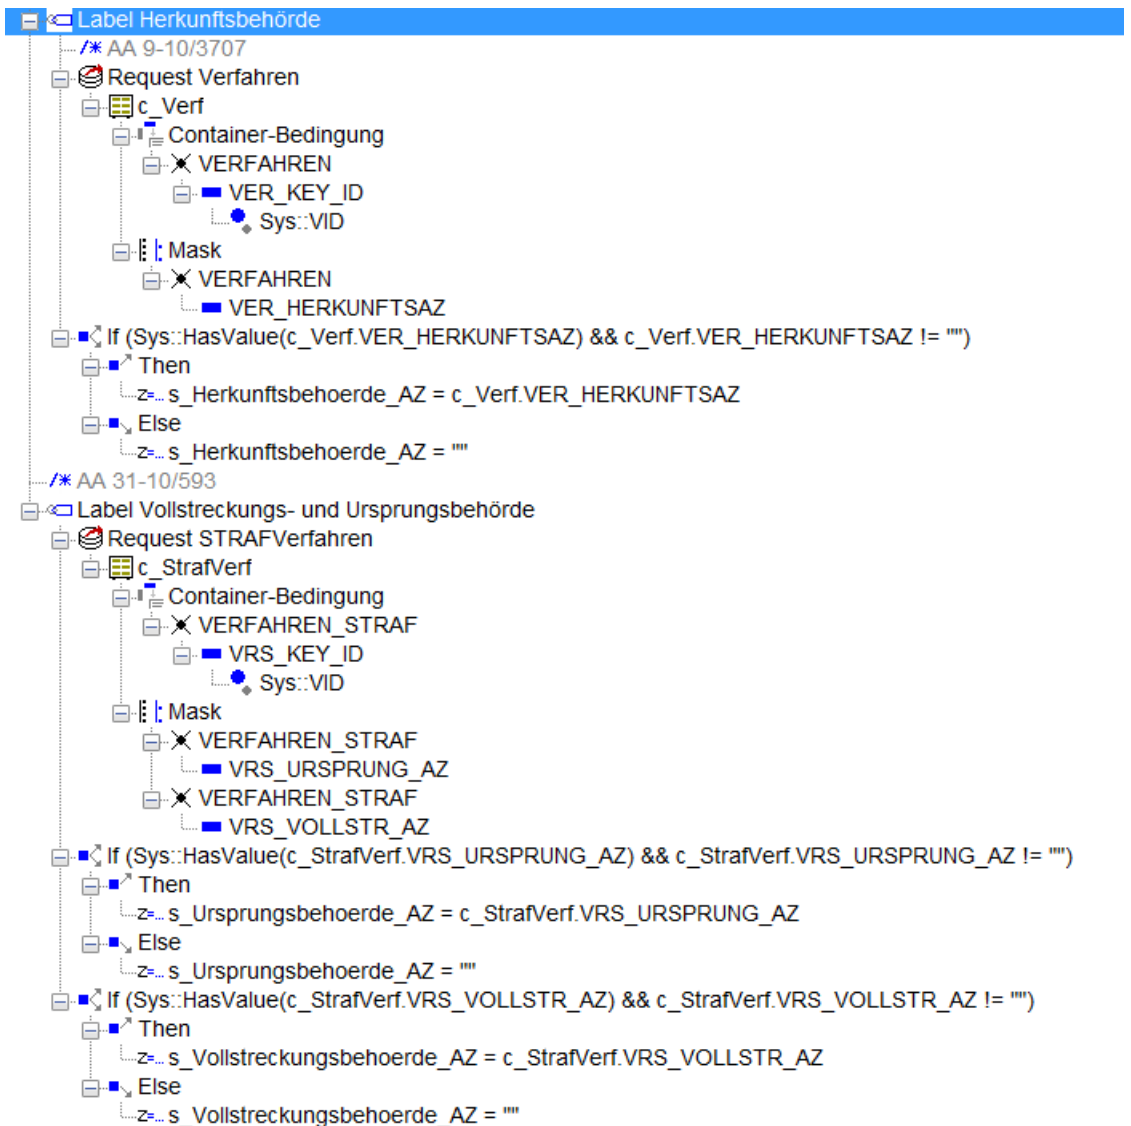 Label Herkunftsbehörde
/* AA 9-10/3707
Request Verfahren
c_Verf
Container-Bedingung
VERFAHREN
VER_KEY_ID
Sys::VID
Mask
VERFAHREN
VER_HERKUNFTSAZ
If (Sys::HasValue(c_Verf.VER_HERKUNFTSAZ) && c_Verf.VER_HERKUNFTSAZ != "")
Then
z=... s_Herkunftsbehoerde_AZ = c_Verf.VER_HERKUNFTSAZ
Else
z=... s_Herkunftsbehoerde_AZ = ""
/* AA 31-10/593
Label Vollstreckungs- und Ursprungsbehörde
Request STRAFVerfahren
c_StrafVerf
Container-Bedingung
VERFAHREN_STRAF
VRS_KEY_ID
Sys::VID
Mask
VERFAHREN_STRAF
VRS_URSPRUNG_AZ
VERFAHREN_STRAF
VRS_VOLLSTR_AZ
If (Sys::HasValue(c_StrafVerf.VRS_URSPRUNG_AZ) && c_StrafVerf.VRS_URSPRUNG_AZ != "")
Then
z=... s_Ursprungsbehoerde_AZ = c_StrafVerf.VRS_URSPRUNG_AZ
Else
z=... s_Ursprungsbehoerde_AZ = ""
If (Sys::HasValue(c_StrafVerf.VRS_VOLLSTR_AZ) && c_StrafVerf.VRS_VOLLSTR_AZ != "")
Then
z=... s_Vollstreckungsbehoerde_AZ = c_StrafVerf.VRS_VOLLSTR_AZ
Else
z=... s_Vollstreckungsbehoerde_AZ = ""